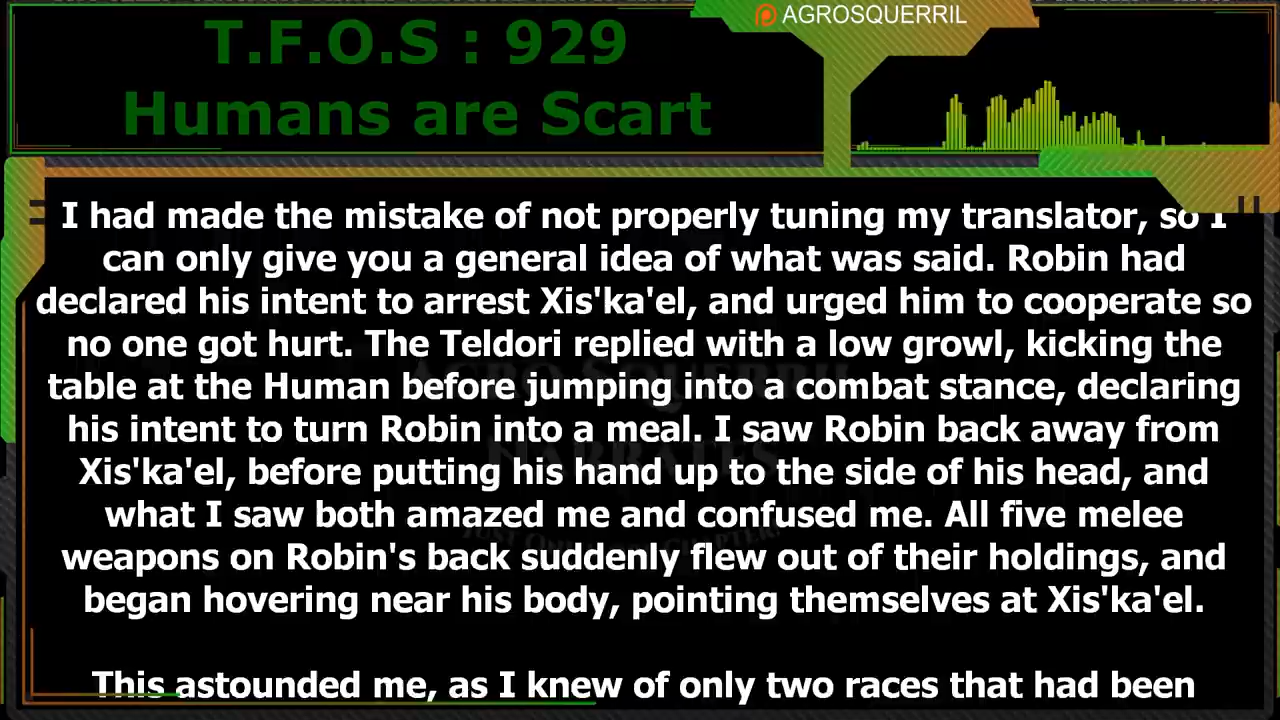 AGROSQUERRIL
T.F.O.S : 929
Humans are Scart
I had made the mistake of not properly tuning my translator, so I
can only give you a general idea of what was said. Robin had
declared his intent to arrest Xis'ka'el, and urged him to cooperate so
no one got hurt. The Teldori replied with a low growl, kicking the
table at the Human before jumping into a combat stance, declaring
his intent to turn Robin into a meal. I saw Robin back away from
Xis'ka'el, before putting his hand up to the side of his head, and
what I saw both amazed me and confused me. All five melee
weapons on Robin's back suddenly flew out of their holdings, and
began hovering near his body, pointing themselves at Xis'ka'el.
This astounded me, as I knew of only two races that had been